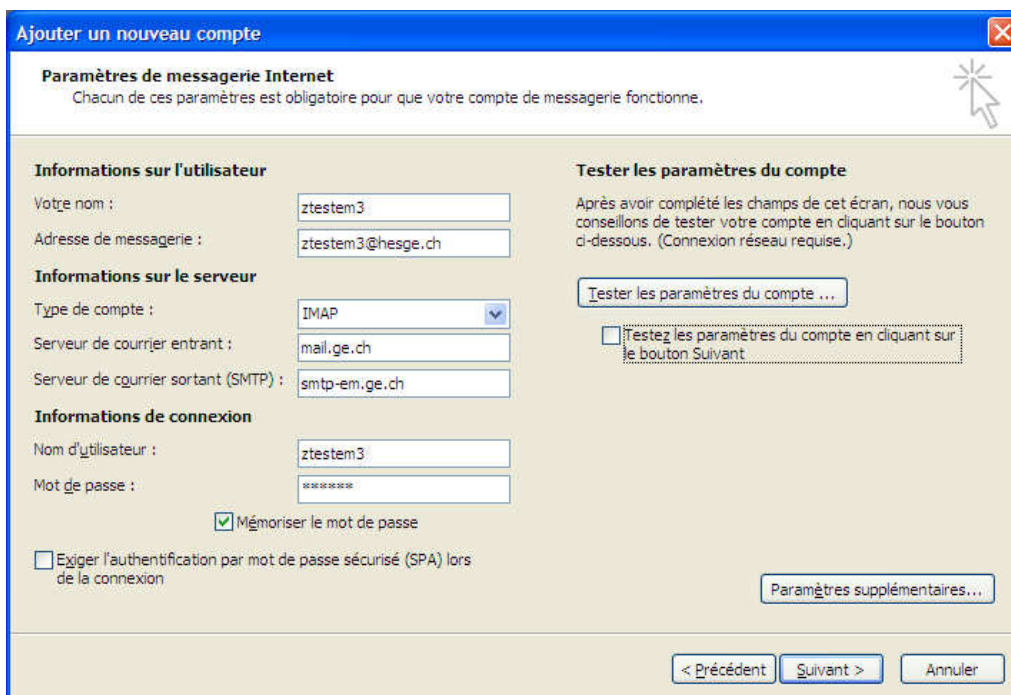 Ajouter un nouveau compte
Paramètres de messagerie Internet
Chacun de ces paramètres est obligatoire pour que votre compte de messagerie fonctionne.
Informations sur l'utilisateur
Votre nom :
ztestem3
Adresse de messagerie :
ztestem3@hesge.ch
Informations sur le serveur
Type de compte :
IMAP
Serveur de courrier entrant :
mail.ge.ch
Serveur de courrier sortant (SMTP) :
smtp-em.ge.ch
Informations de connexion
Nom d'utilisateur :
ztestem3
Mot de passe :
******
Mémoriser le mot de passe
Exiger l'authentification par mot de passe sécurisé (SPA) lors
de la connexion
Tester les paramètres du compte
Après avoir complété les champs de cet écran, nous vous
conseillons de tester votre compte en cliquant sur le bouton
ci-dessous. (Connexion réseau requise.)
Tester les paramètres du compte ...
Testez les paramètres du compte en cliquant sur
le bouton Suivant
Paramètres supplémentaires...
< Précédent
Suivant >
Annuler